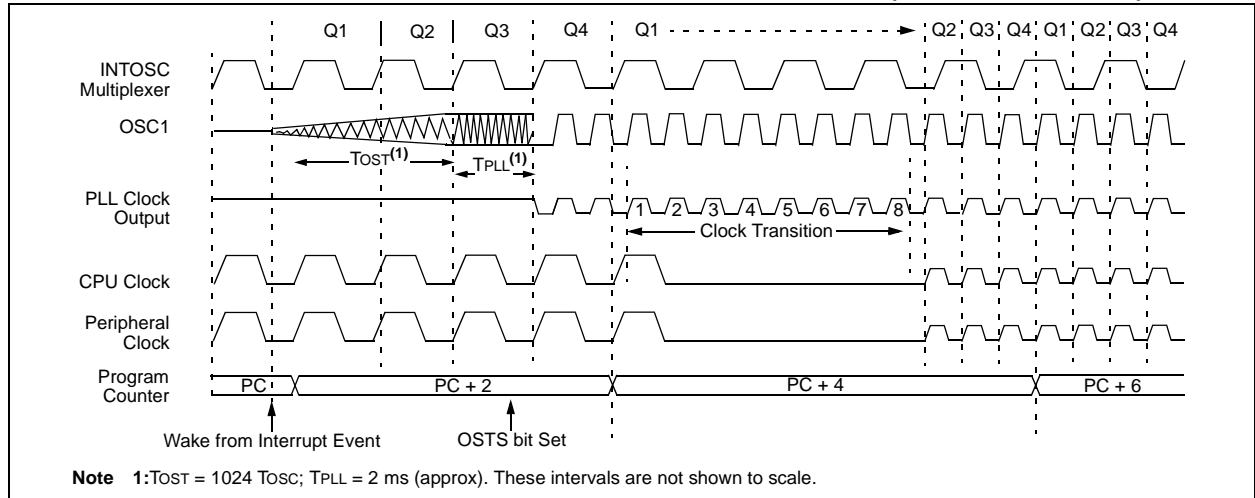 Q1 Q2 Q3 Q4 Q1 Q2 Q3 Q4 Q1 Q2 Q3 Q4
INTOSC
Multiplexer
OSC1
TOST(1)
TPLL(1)
PLL Clock
Output
1 2 3 4 5 6 7 8
Clock Transition
CPU Clock
Peripheral
Clock
Program
Counter
PC PC + 2 PC + 4 PC + 6
Wake from Interrupt Event OSTS bit Set
Note 1:TOST = 1024 TOSC; TPLL = 2 ms (approx). These intervals are not shown to scale.